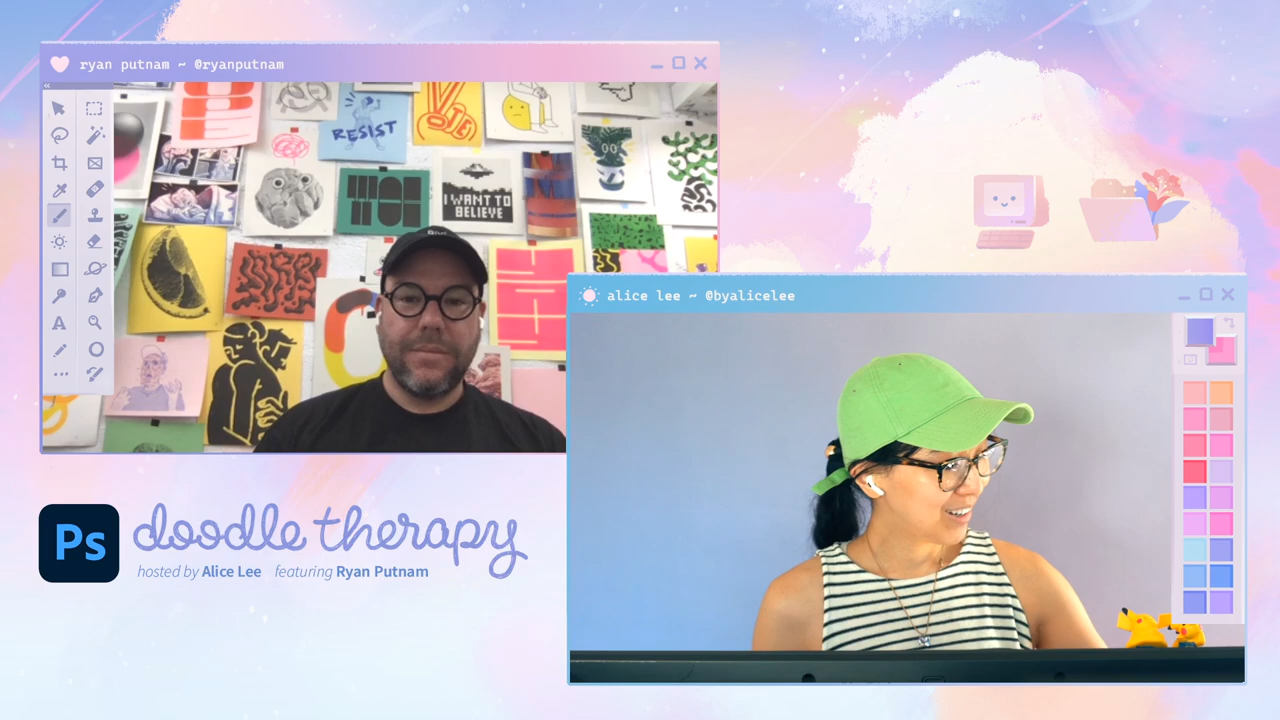 ryan putnam ~ @ryanputnam
RESIST
VOTE
I WANT TO
BELIEVE
alice lee ~ @byalicelee
A
Ps
doodle therapy
hosted by Alice Lee featuring Ryan Putnam